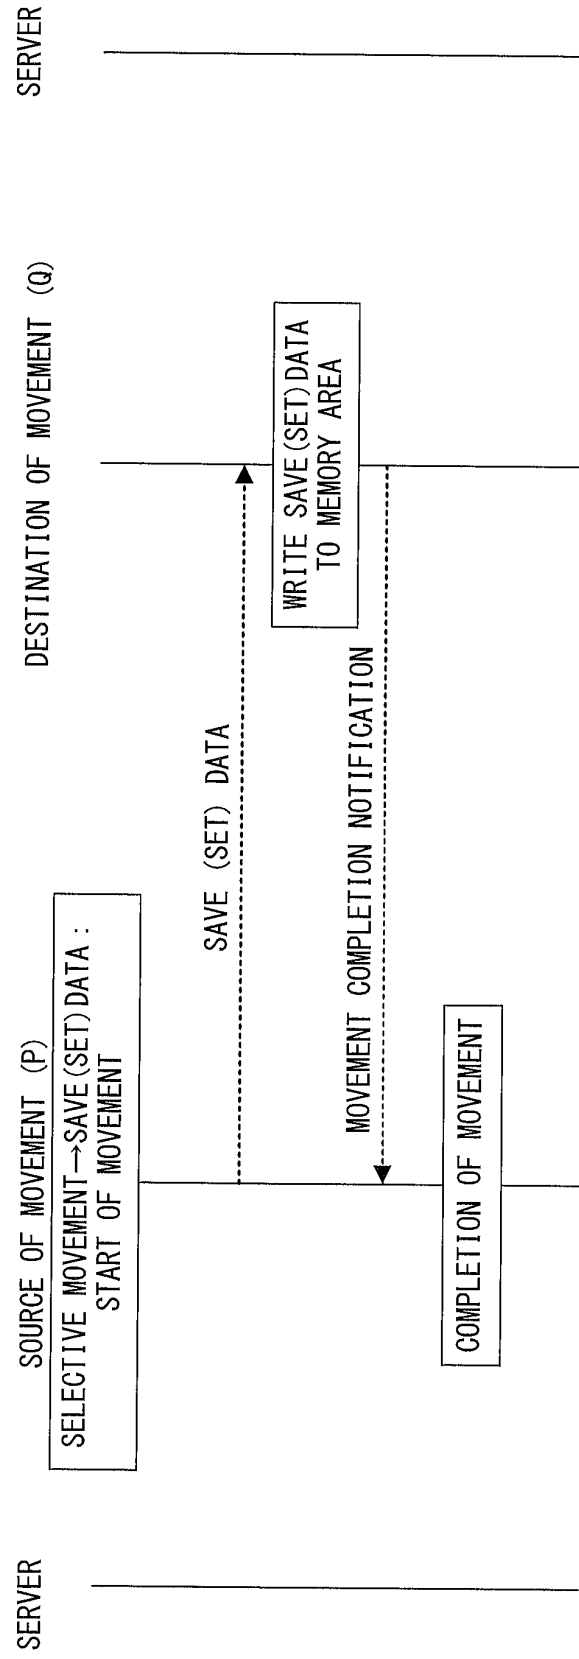 SERVER
SOURCE OF MOVEMENT (P)
DESTINATION OF MOVEMENT (Q)
SERVER
SELECTIVE MOVEMENT→SAVE(SET)DATA:
START OF MOVEMENT
SAVE (SET) DATA
WRITE SAVE(SET)DATA
TO MEMORY AREA
MOVEMENT COMPLETION NOTIFICATION
COMPLETION OF MOVEMENT